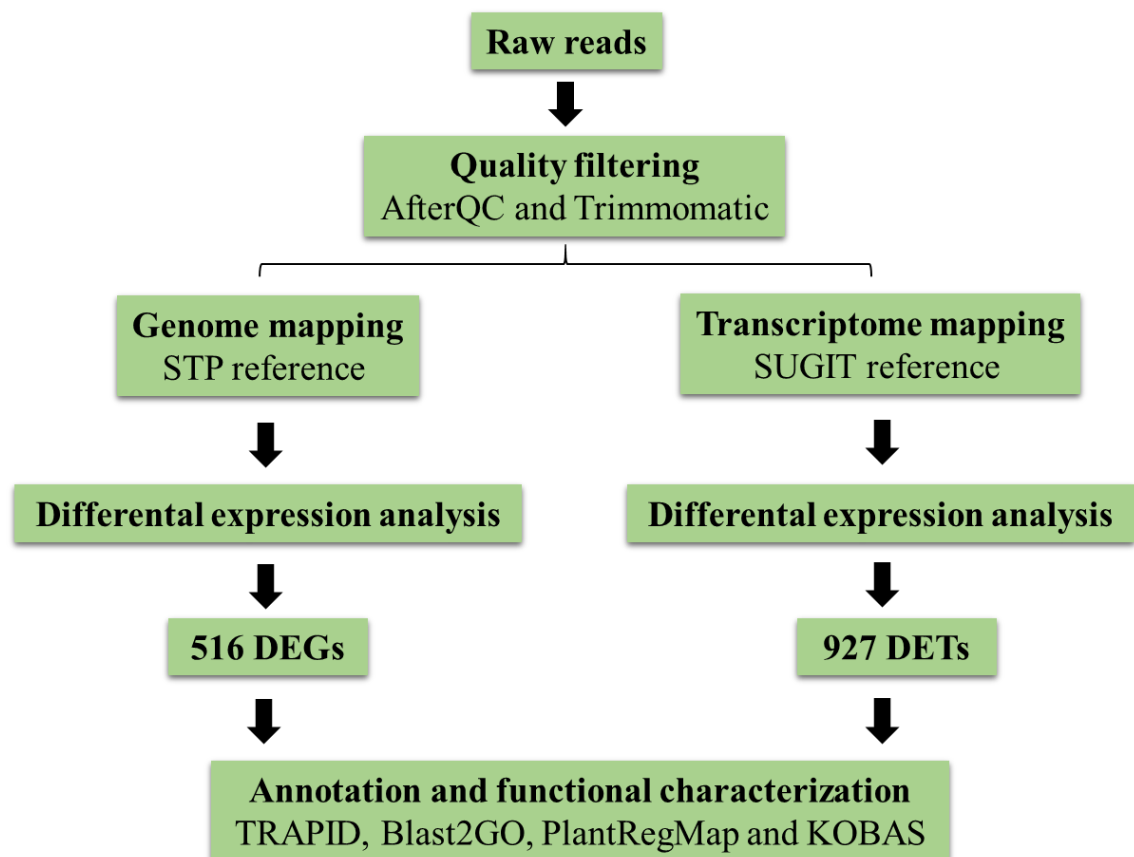 Raw reads
Quality filtering
AfterQC and Trimmomatic
Genome mapping
STP reference
Transcriptome mapping
SUGIT reference
Differental expression analysis
Differental expression analysis
516 DEGs
927 DETs
Annotation and functional characterization
TRAPID, Blast2GO, PlantRegMap and KOBAS